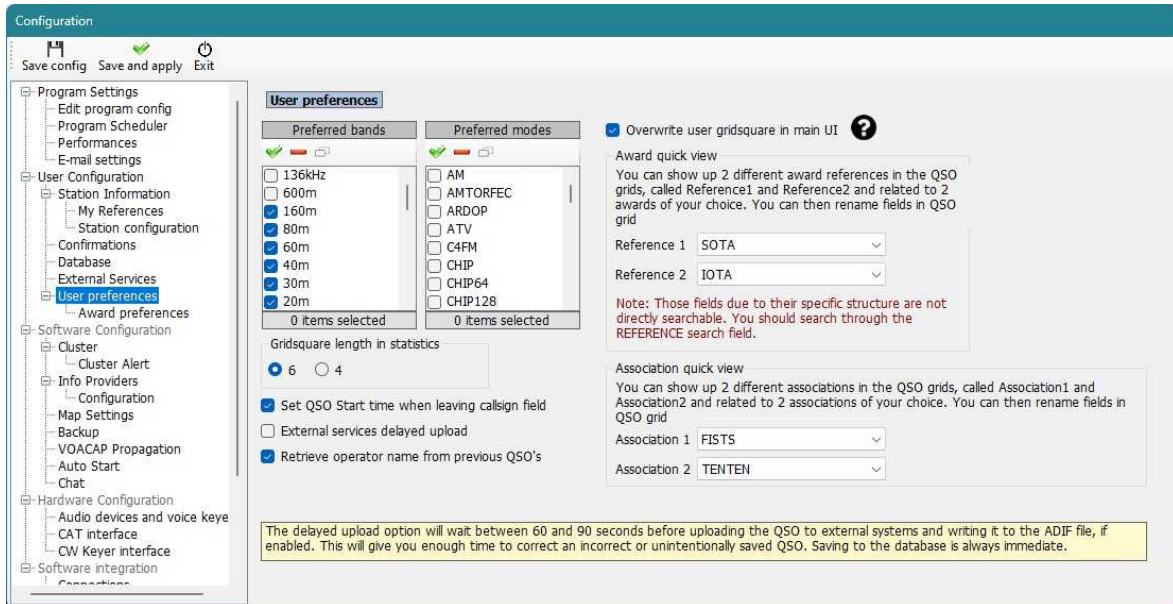 Configuration
Save config Save and apply Exit
Program Settings
Edit program config
Program Scheduler
Performances
E-mail settings
User Configuration
Station Information
My References
Station configuration
Confirmations
Database
External Services
User preferences
Award preferences
Software Configuration
Cluster
Cluster Alert
Info Providers
Configuration
Map Settings
Backup
VOACAP Propagation
Auto Start
Chat
Hardware Configuration
Audio devices and voice keye
CAT interface
CW Keyer interface
Software integration
Connections
User preferences
Preferred bands
136kHz
600m
160m
80m
60m
40m
30m
20m
0 items selected
Preferred modes
AM
AMTORFEC
ARDOP
ATV
C4FM
CHIP
CHIP64
CHIP128
0 items selected
Gridsquare length in statistics
6 4
Set QSO Start time when leaving callsign field
External services delayed upload
Retrieve operator name from previous QSO's
Overwrite user gridsquare in main UI ?
Award quick view
You can show up 2 different award references in the QSO
grids, called Reference1 and Reference2 and related to 2
awards of your choice. You can then rename fields in QSO
grid
Reference 1 SOTA
Reference 2 IOTA
Note: Those fields due to their specific structure are not
directly searchable. You should search through the
REFERENCE search field.
Association quick view
You can show up 2 different associations in the QSO grids, called Association1 and
Association2 and related to 2 associations of your choice. You can then rename fields in
QSO grid
Association 1 FISTS
Association 2 TENTEN
The delayed upload option will wait between 60 and 90 seconds before uploading the QSO to external systems and writing it to the ADIF file, if
enabled. This will give you enough time to correct an incorrect or unintentionally saved QSO. Saving to the database is always immediate.